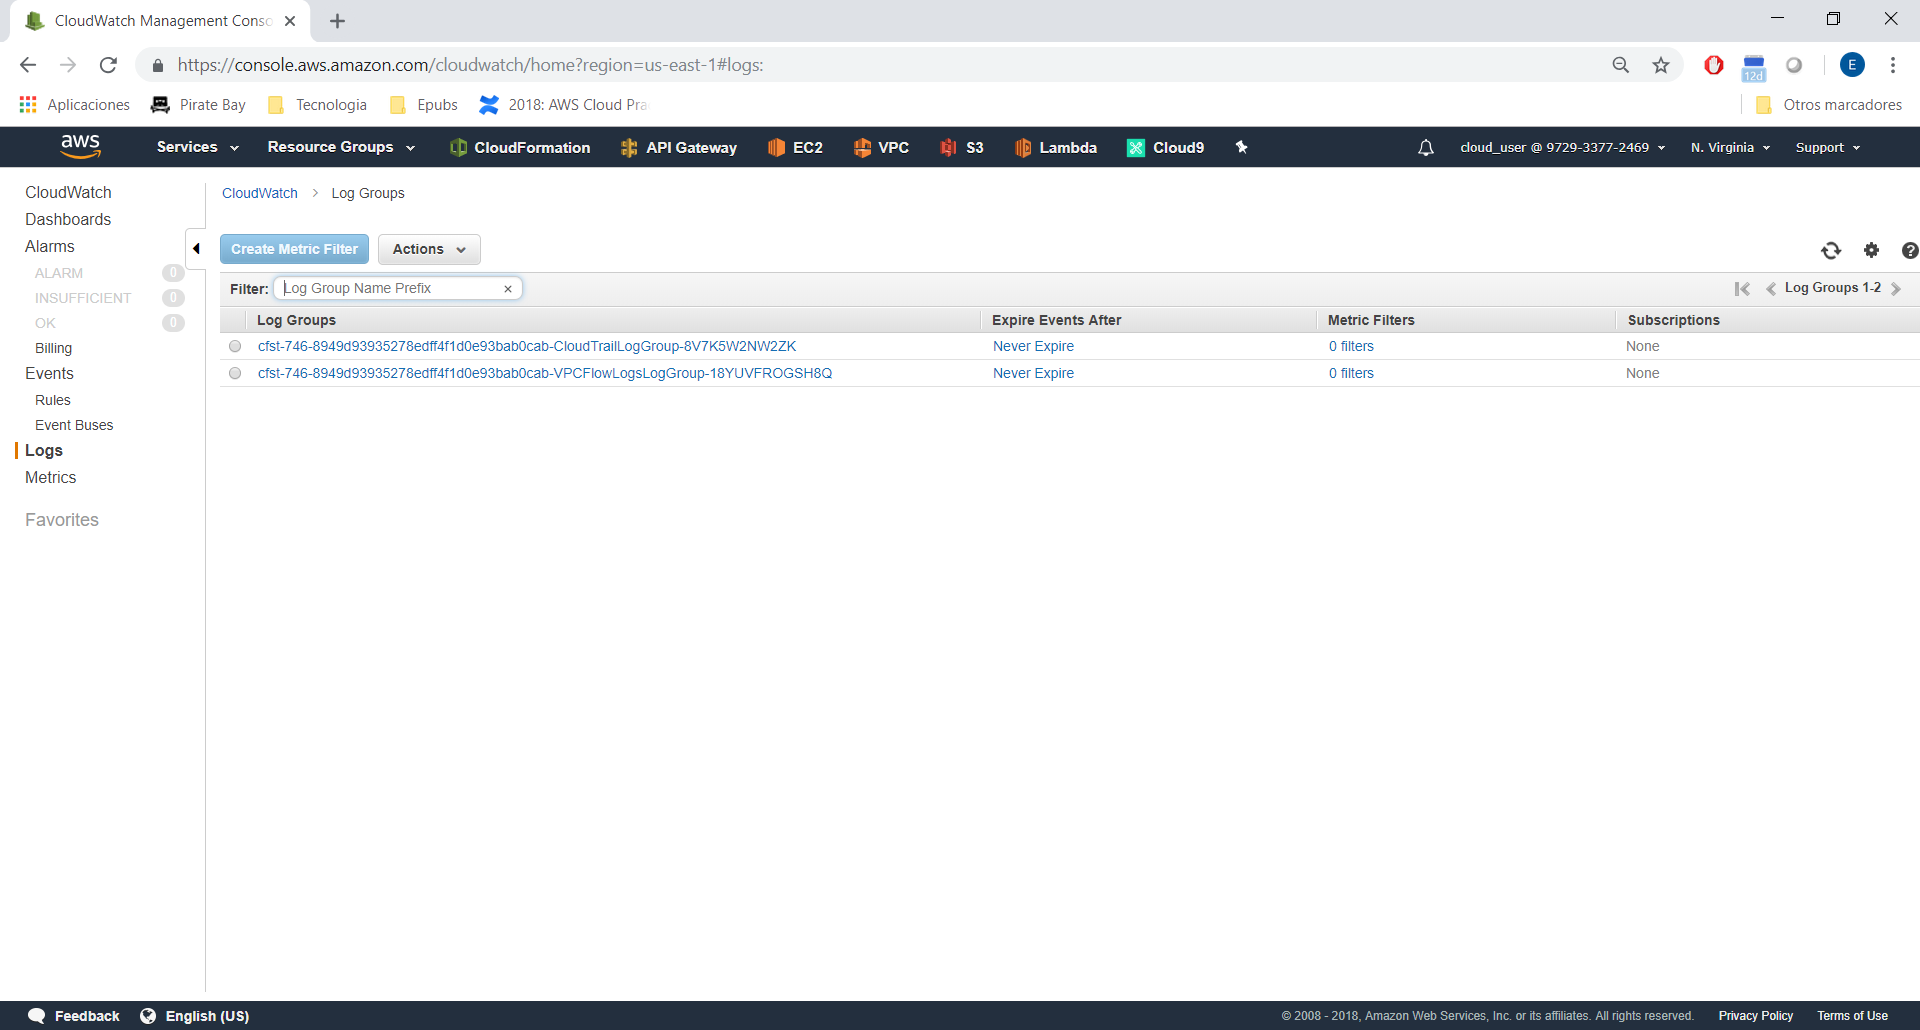 CloudWatch Management Conso
https://console.aws.amazon.com/cloudwatch/home?region=us-east-1#logs:
12d
E
Aplicaciones Pirate Bay Tecnologia Epubs 2018: AWS Cloud Pra Otros marcadores
aws Services Resource Groups CloudFormation API Gateway EC2 VPC S3 Lambda Cloud9 cloud_user @ 9729-3377-2469 N. Virginia Support
CloudWatch
Dashboards
Alarms
ALARM 0
INSUFFICIENT 0
OK 0
Billing
Events
Rules
Event Buses
Logs
Metrics
Favorites
CloudWatch > Log Groups
Create Metric Filter Actions
Filter: Log Group Name Prefix × Log Groups 1-2
Log Groups Expire Events After Metric Filters Subscriptions
cfst-746-8949d93935278edff4f1d0e93bab0cab-CloudTrailLogGroup-8V7K5W2NW2ZK Never Expire 0 filters None
cfst-746-8949d93935278edff4f1d0e93bab0cab-VPCFlowLogsLogGroup-18YUVFROGSH8Q Never Expire 0 filters None
Feedback English (US) © 2008 - 2018, Amazon Web Services, Inc. or its affiliates. All rights reserved. Privacy Policy Terms of Use